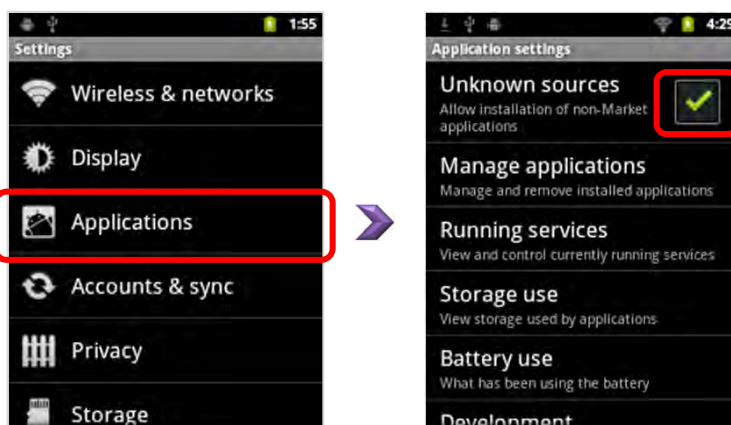 1:55
Settings
Wireless & networks
Display
Applications
Accounts & sync
Privacy
Storage
4:29
Application settings
Unknown sources
Allow installation of non-Market
applications
Manage applications
Manage and remove installed applications
Running services
View and control currently running services
Storage use
View storage used by applications
Battery use
What has been using the battery
Development